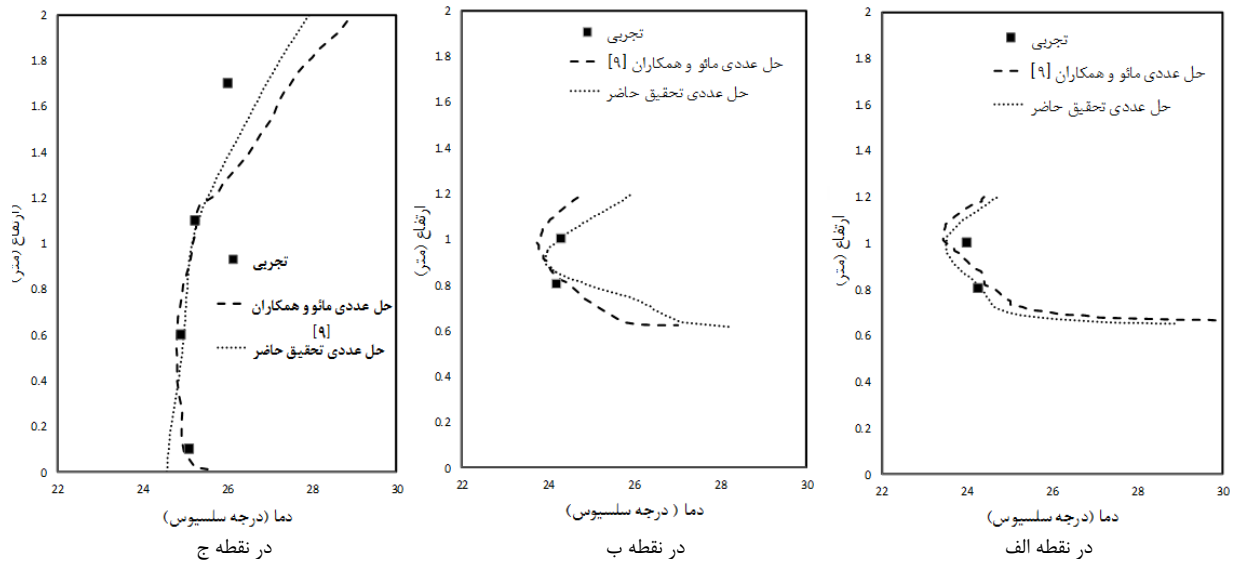 2
1.8
1.6
1.4
1.2
1
0.8
0.6
0.4
0.2
0
ارتفاع (متر)
تجربی
حل عددی مائو و همکاران [۹]
حل عددی تحقیق حاضر
22
24
26
28
30
دما (درجه سلسیوس)
در نقطه الف
2
1.8
1.6
1.4
1.2
1
0.8
0.6
0.4
0.2
0
ارتفاع (متر)
تجربی
حل عددی مائو و همکاران [۹]
حل عددی تحقیق حاضر
22
24
26
28
30
دما ( درجه سلسیوس)
در نقطه ب
2
1.8
1.6
1.4
1.2
1
0.8
0.6
0.4
0.2
0
ارتفاع (متر)
تجربی
حل عددی مائو و همکاران
[۹]
حل عددی تحقیق حاضر
22
24
26
28
30
دما (درجه سلسیوس)
در نقطه ج